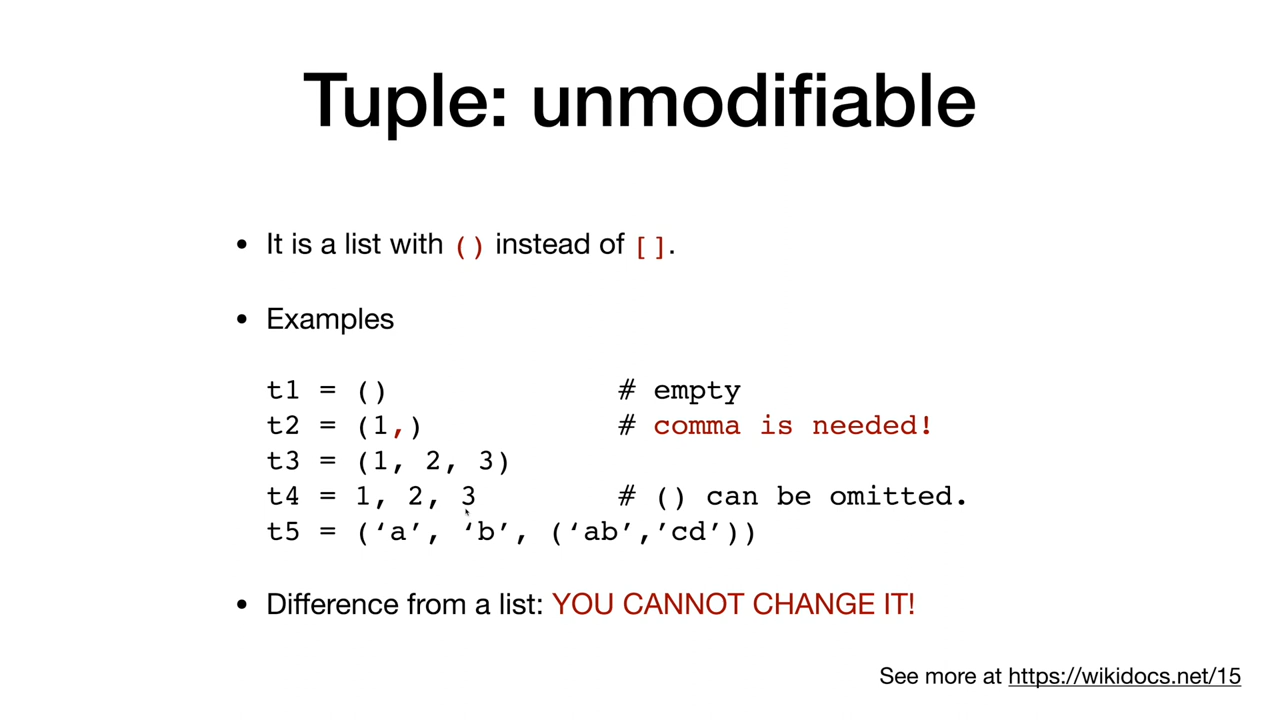 Tuple: unmodifiable
• It is a list with () instead of [].
• Examples
t1 = () # empty
t2 = (1,) # comma is needed!
t3 = (1, 2, 3)
t4 = 1, 2, 3 # () can be omitted.
t5 = (‘a’, ‘b’, (‘ab’,’cd’))
• Difference from a list: YOU CANNOT CHANGE IT!
See more at https://wikidocs.net/15